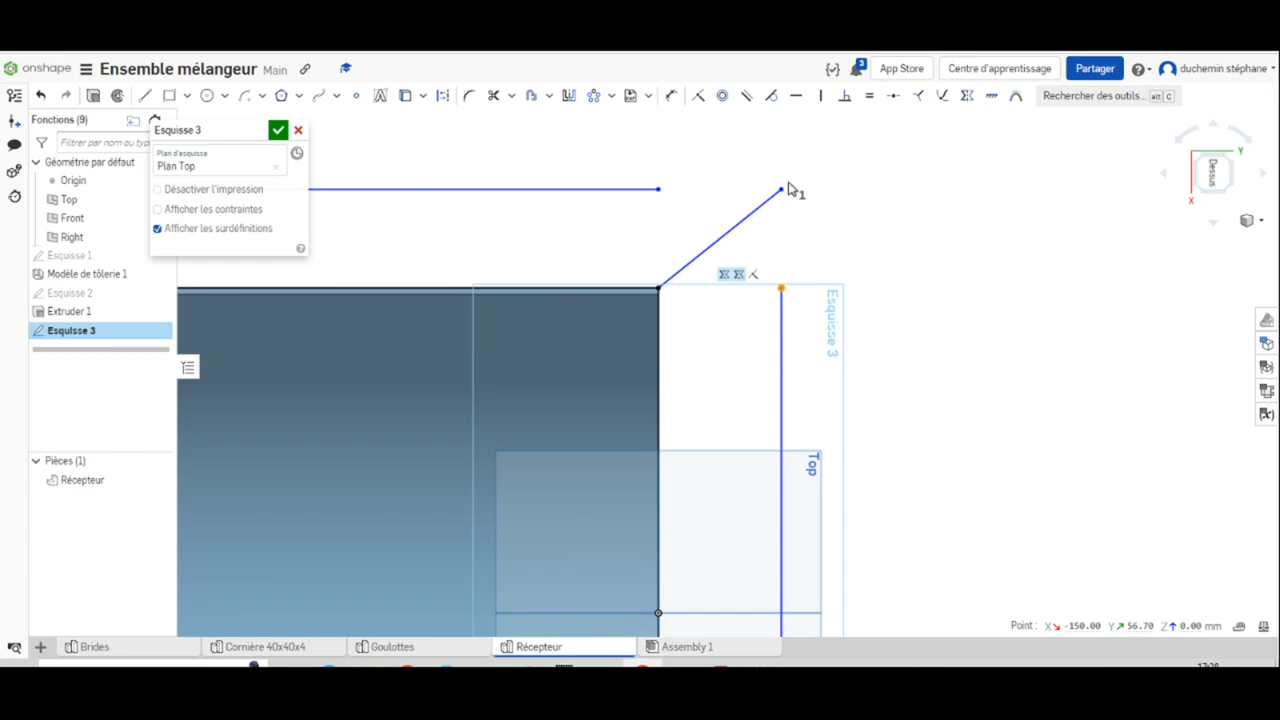 onshape Ensemble mélangeur Main 3 App Store Centre d'apprentissage Partager duchemin stéphane
Rechercher des outils... alt C
Fonctions (9)
Filtrer par nom ou typ
Géométrie par défaut
Origin
Top
Front
Right
Esquisse 1
Modèle de tôlerie 1
Esquisse 2
Extruder 1
Esquisse 3
Pièces (1)
Récepteur
Esquisse 3
Plan d'esquisse
Plan Top
Désactiver l'impression
Afficher les contraintes
Afficher les surdéfinitions
1
Esquisse 3
Top
Dessus
Y
X
Point : X -150.00 Y 56.70 Z 0.00 mm
Brides Cornière 40x40x4 Goulottes Récepteur Assembly 1